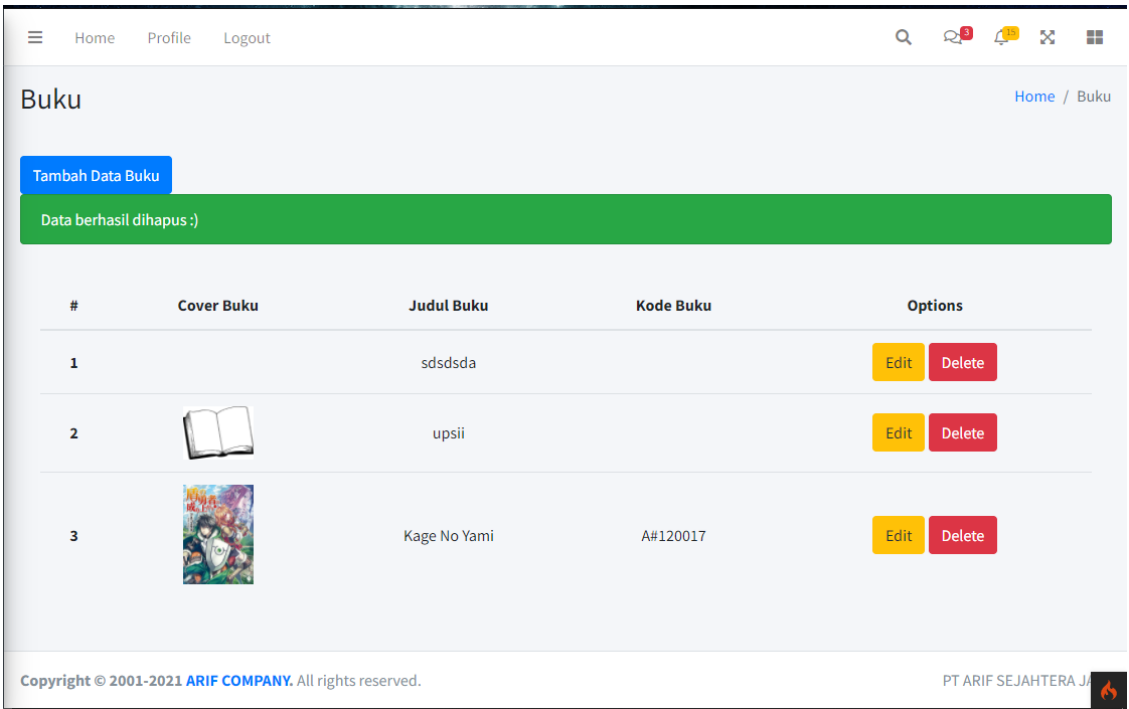 Home Profile Logout
3 15
Buku
Home / Buku
Tambah Data Buku
Data berhasil dihapus :)
# Cover Buku Judul Buku Kode Buku Options
1 sdsdsda Edit Delete
2 upsii Edit Delete
3 Kage No Yami A#120017 Edit Delete
Copyright © 2001-2021 ARIF COMPANY. All rights reserved.
PT ARIF SEJAHTERA